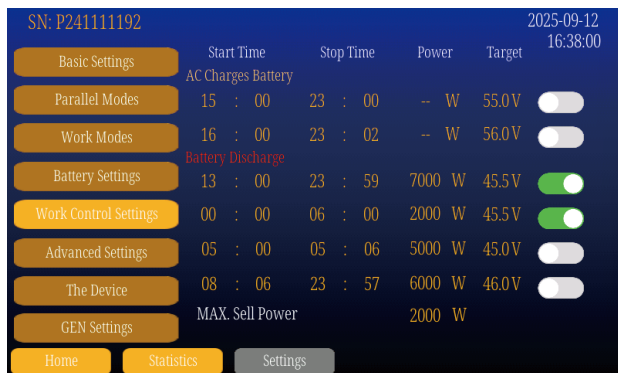 SN: P241111192
2025-09-12
16:38:00
Basic Settings
Parallel Modes
Work Modes
Battery Settings
Work Control Settings
Advanced Settings
The Device
GEN Settings
Start Time Stop Time Power Target
AC Charges Battery
15 : 00 23 : 00 -- W 55.0 V
16 : 00 23 : 02 -- W 56.0 V
Battery Discharge
13 : 00 23 : 59 7000 W 45.5 V
00 : 00 06 : 00 2000 W 45.5 V
05 : 00 05 : 06 5000 W 45.0 V
08 : 06 23 : 57 6000 W 46.0 V
MAX. Sell Power 2000 W
Home Statistics Settings